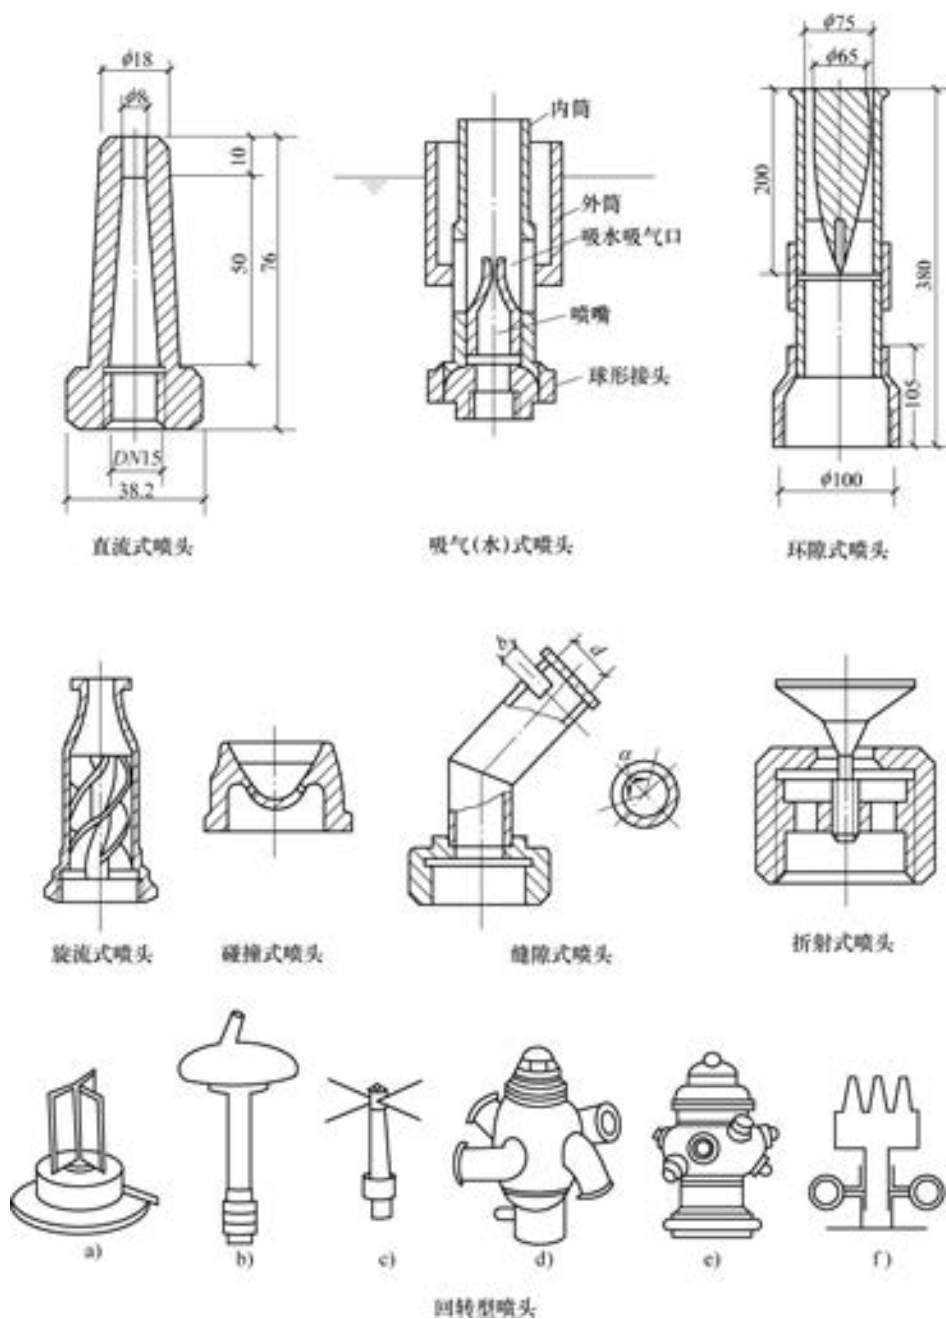 ϕ18
ϕ8
10
50
76
DN15
38.2
直流式喷头
内筒
外筒
吸水吸气口
喷嘴
球形接头
吸气(水)式喷头
ϕ75
ϕ65
200
380
105
ϕ100
环隙式喷头
旋流式喷头
碰撞式喷头
b
d
α
缝隙式喷头
折射式喷头
a)
b)
c)
d)
e)
f)
回转型喷头